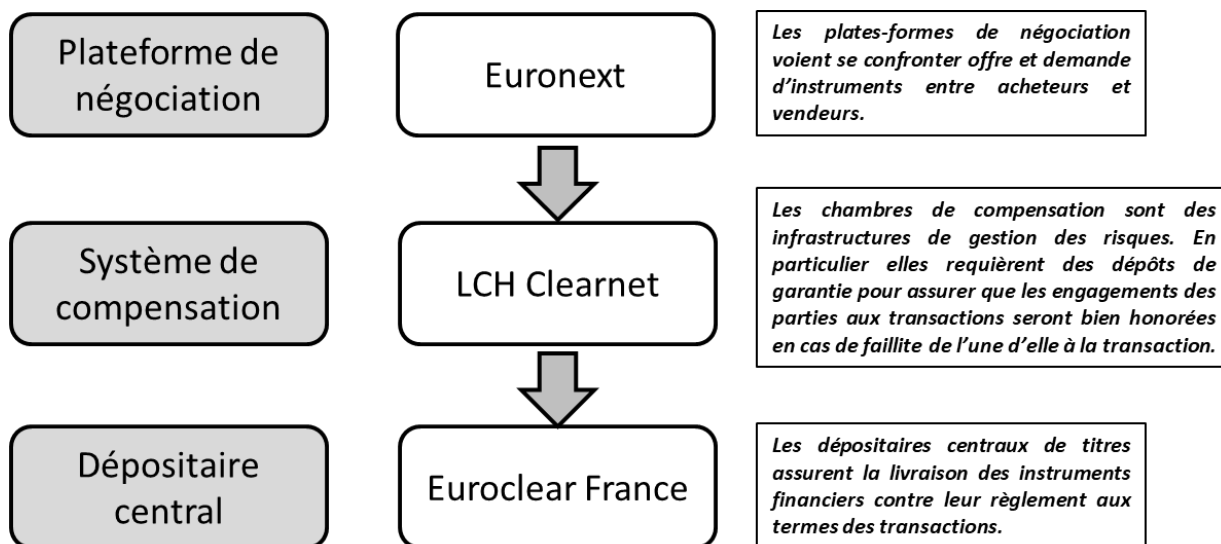 Plateforme de
négociation
Euronext
Les plates-formes de négociation
voient se confronter offre et demande
d'instruments entre acheteurs et
vendeurs.
Système de
compensation
LCH Clearnet
Les chambres de compensation sont des
infrastructures de gestion des risques. En
particulier elles requièrent des dépôts de
garantie pour assurer que les engagements des
parties aux transactions seront bien honorées
en cas de faillite de l'une d'elle à la transaction.
Dépositaire
central
Euroclear France
Les dépositaires centraux de titres
assurent la livraison des instruments
financiers contre leur règlement aux
termes des transactions.